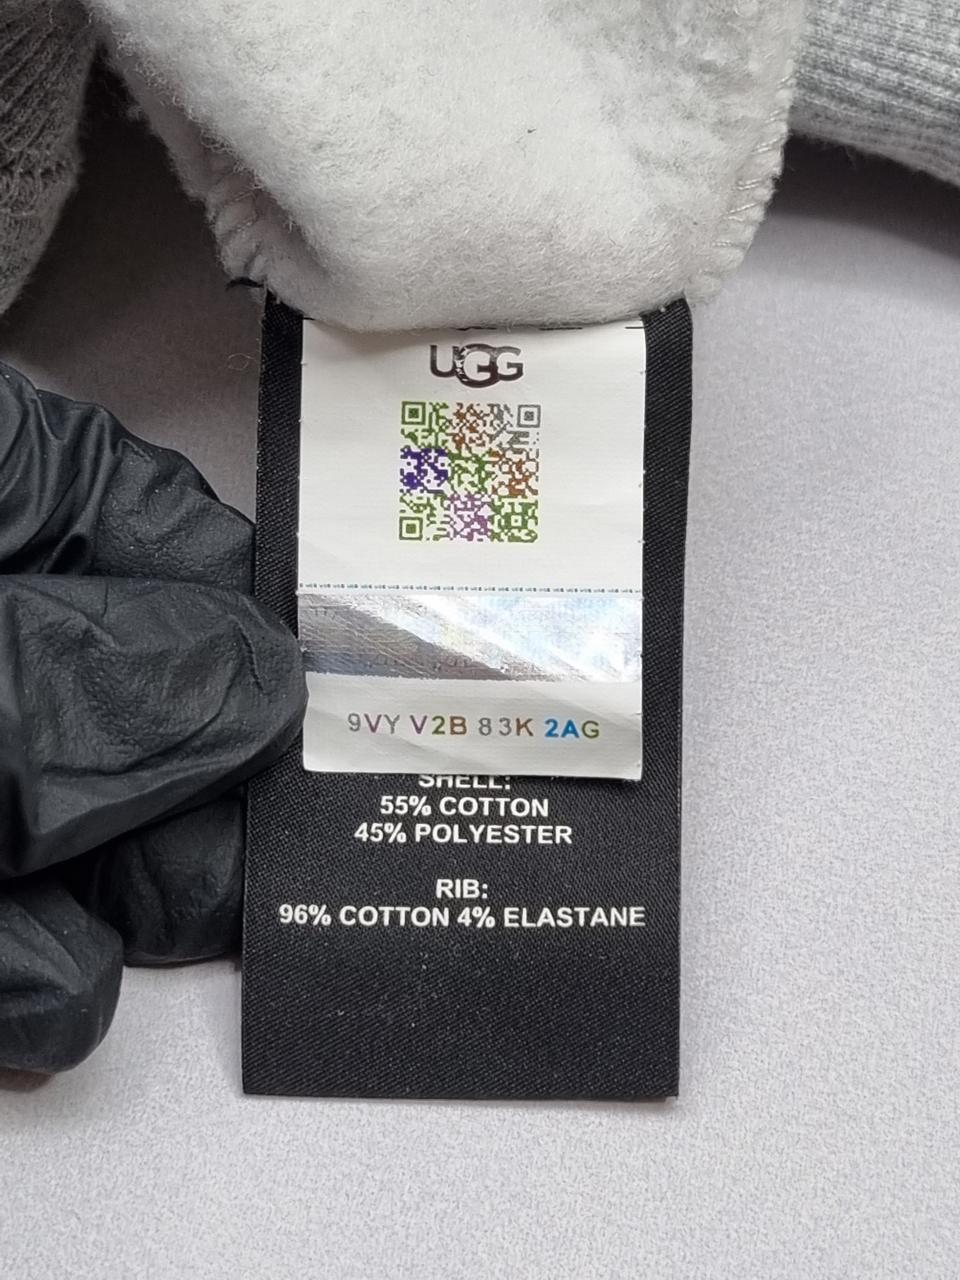 UGG
9VY V2B 83K 2AG
SHELL:
55% COTTON
45% POLYESTER
RIB:
96% COTTON 4% ELASTANE